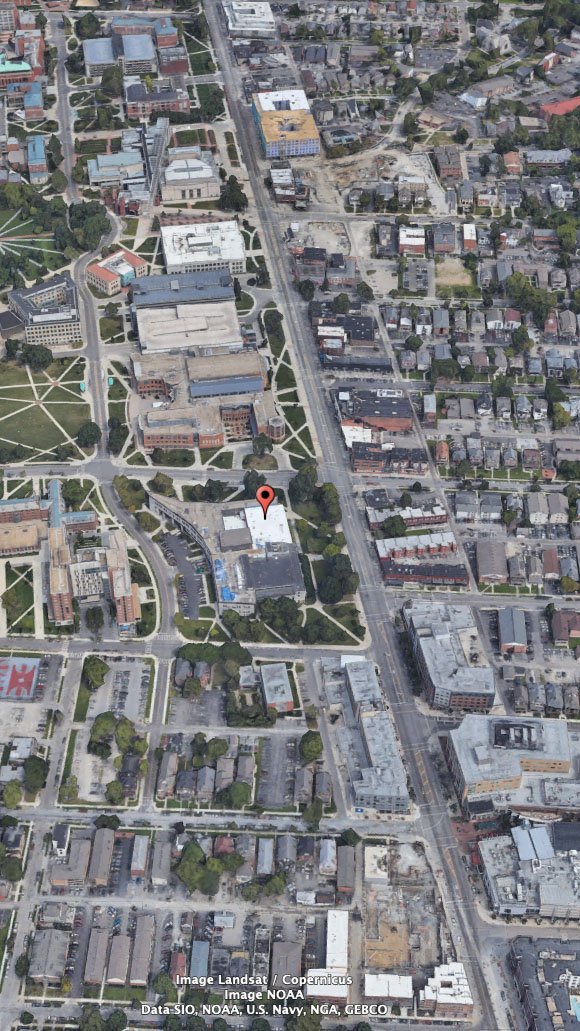 Image Landsat / Copernicus
Image NOAA
Data SIO, NOAA, U.S. Navy, NGA, GEBCO